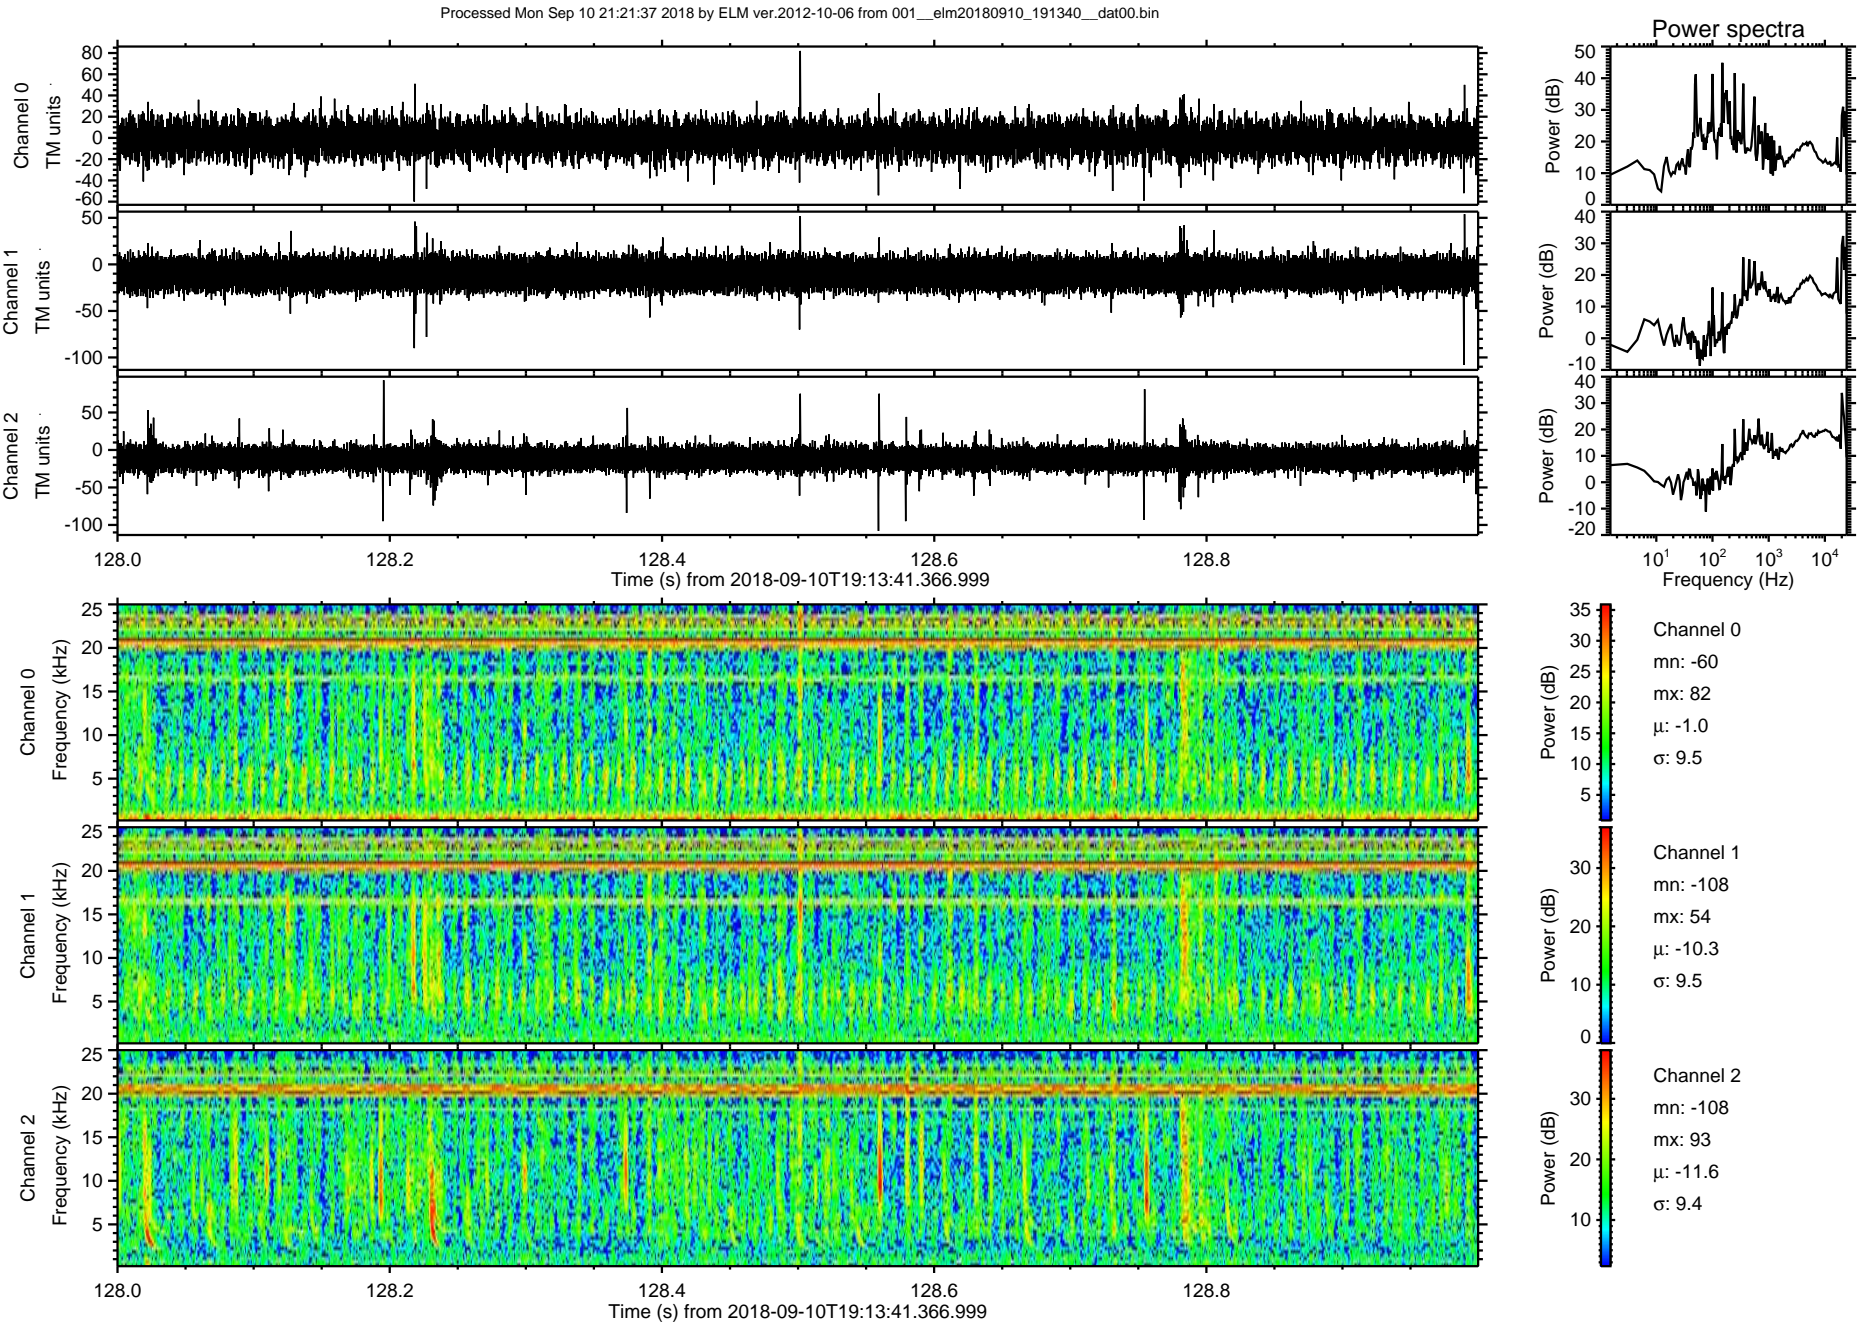 Processed Mon Sep 10 21:21:37 2018 by ELM ver.2012-10-06 from 001__elm20180910_191340__dat00.bin
Power spectra
Channel 0
TM units
80
60
40
20
0
-20
-40
-60
Power (dB)
50
40
30
20
10
0
Channel 1
TM units
50
0
-50
-100
Power (dB)
40
30
20
10
0
-10
Channel 2
TM units
50
0
-50
-100
Power (dB)
40
30
20
10
0
-10
-20
128.0 128.2 128.4 128.6 128.8
Time (s) from 2018-09-10T19:13:41.366.999
10^1 10^2 10^3 10^4
Frequency (Hz)
Channel 0
Frequency (kHz)
25
20
15
10
5
Power (dB)
35
30
25
20
15
10
5
Channel 0
mn: -60
mx: 82
μ: -1.0
σ: 9.5
Channel 1
Frequency (kHz)
25
20
15
10
5
Power (dB)
30
20
10
0
Channel 1
mn: -108
mx: 54
μ: -10.3
σ: 9.5
Channel 2
Frequency (kHz)
25
20
15
10
5
Power (dB)
30
20
10
Channel 2
mn: -108
mx: 93
μ: -11.6
σ: 9.4
128.0 128.2 128.4 128.6 128.8
Time (s) from 2018-09-10T19:13:41.366.999